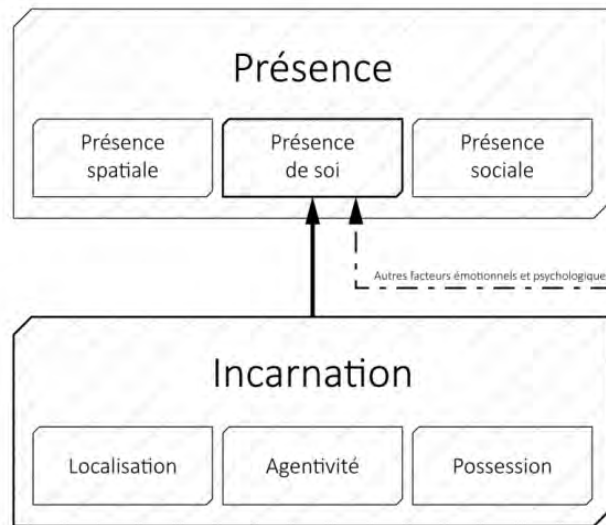 Présence
Présence
spatiale
Présence
de soi
Présence
sociale
Autres facteurs émotionnels et psychologique
Incarnation
Localisation
Agentivité
Possession